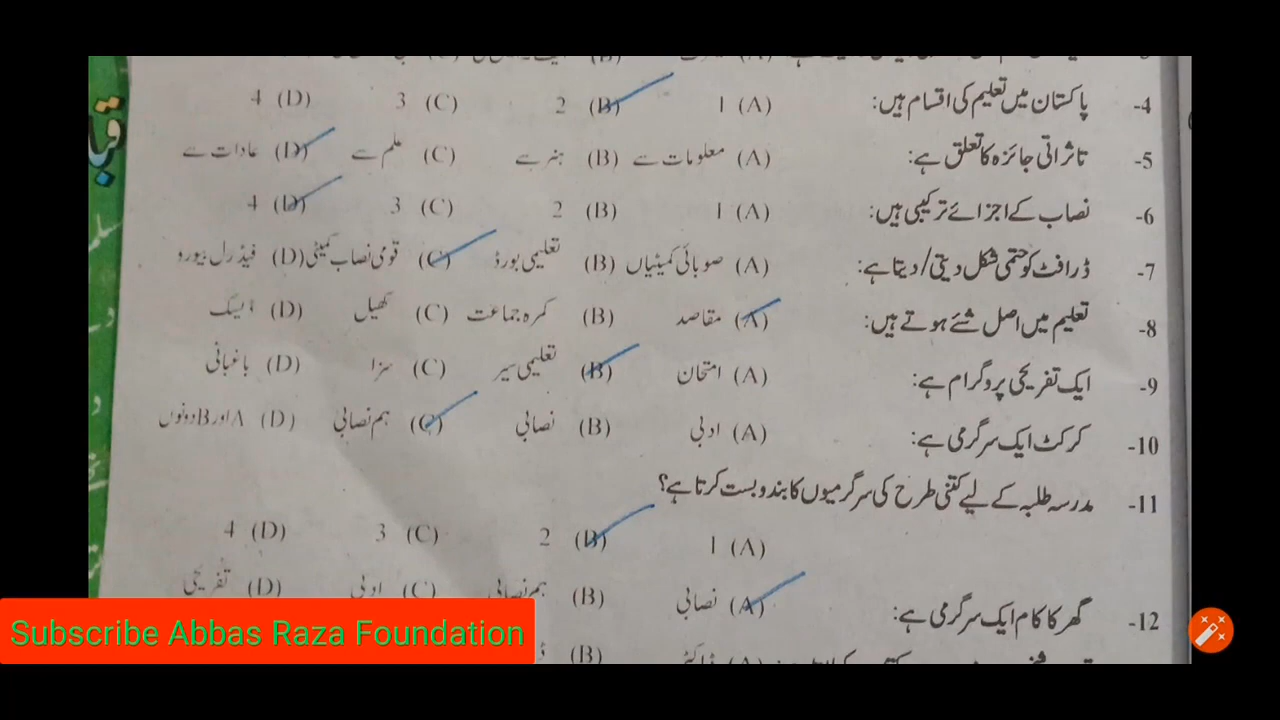 4- پاکستان میں تعلیم کی اقسام ہیں: (A) 1 (B) 2 (C) 3 (D) 4
5- تاثراتی جائزہ کا تعلق ہے: (A) معلومات سے (B) ہنر سے (C) علم سے (D) عادات سے
6- نصاب کے اجزائے ترکیبی ہیں: (A) 1 (B) 2 (C) 3 (D) 4
7- ڈرافٹ کو حتمی شکل دیتی/دیتا ہے: (A) صوبائی کمیٹیاں (B) تعلیمی بورڈ (C) قومی نصاب کمیٹی (D) فیڈرل بیورو
8- تعلیم میں اصل شئے ہوتے ہیں: (A) مقاصد (B) کمرہ جماعت (C) کھیل (D) ڈیسک
9- ایک تفریحی پروگرام ہے: (A) امتحان (B) تعلیمی سیر (C) سزا (D) باغبانی
10- کرکٹ ایک سرگرمی ہے: (A) ادبی (B) نصابی (C) ہم نصابی (D) A اور B دونوں
11- مدرسہ طلبہ کے لیے کتنی طرح کی سرگرمیوں کا بندوبست کرتا ہے؟
(A) 1 (B) 2 (C) 3 (D) 4
12- گھر کا کام ایک سرگرمی ہے: (A) نصابی (B) ہم نصابی (C) ادبی (D) تفریحی
Subscribe Abbas Raza Foundation